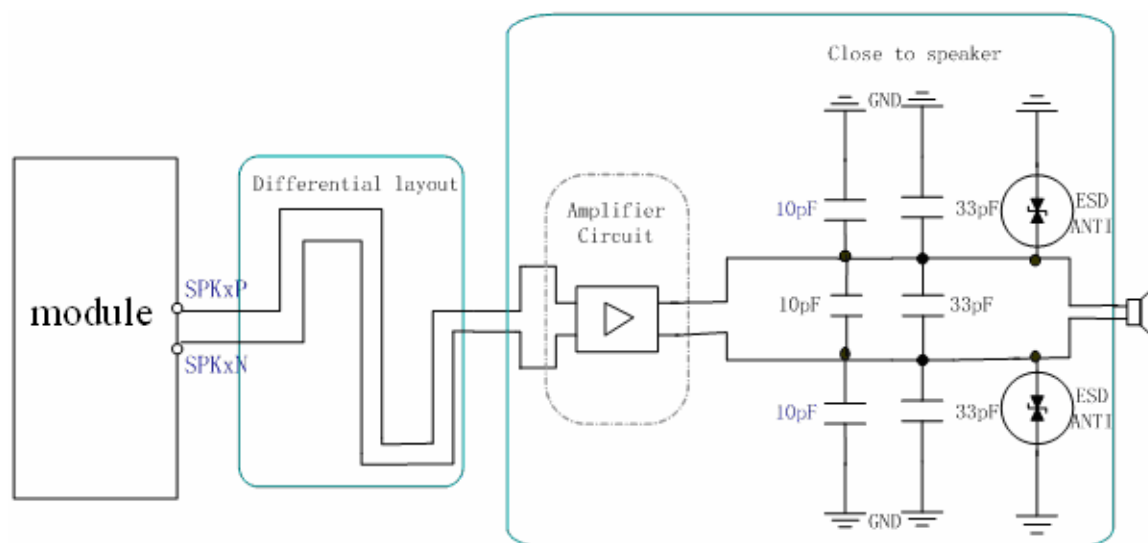 Close to speaker
GND
Differential layout
Amplifier
Circuit
10pF
33pF
ESD
ANTI
SPKxP
module
10pF
33pF
SPKxN
10pF
33pF
ESD
ANTI
GND